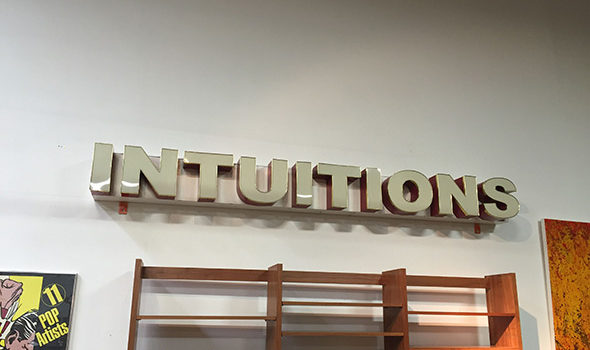 INTUITIONS
11
POP
Artists